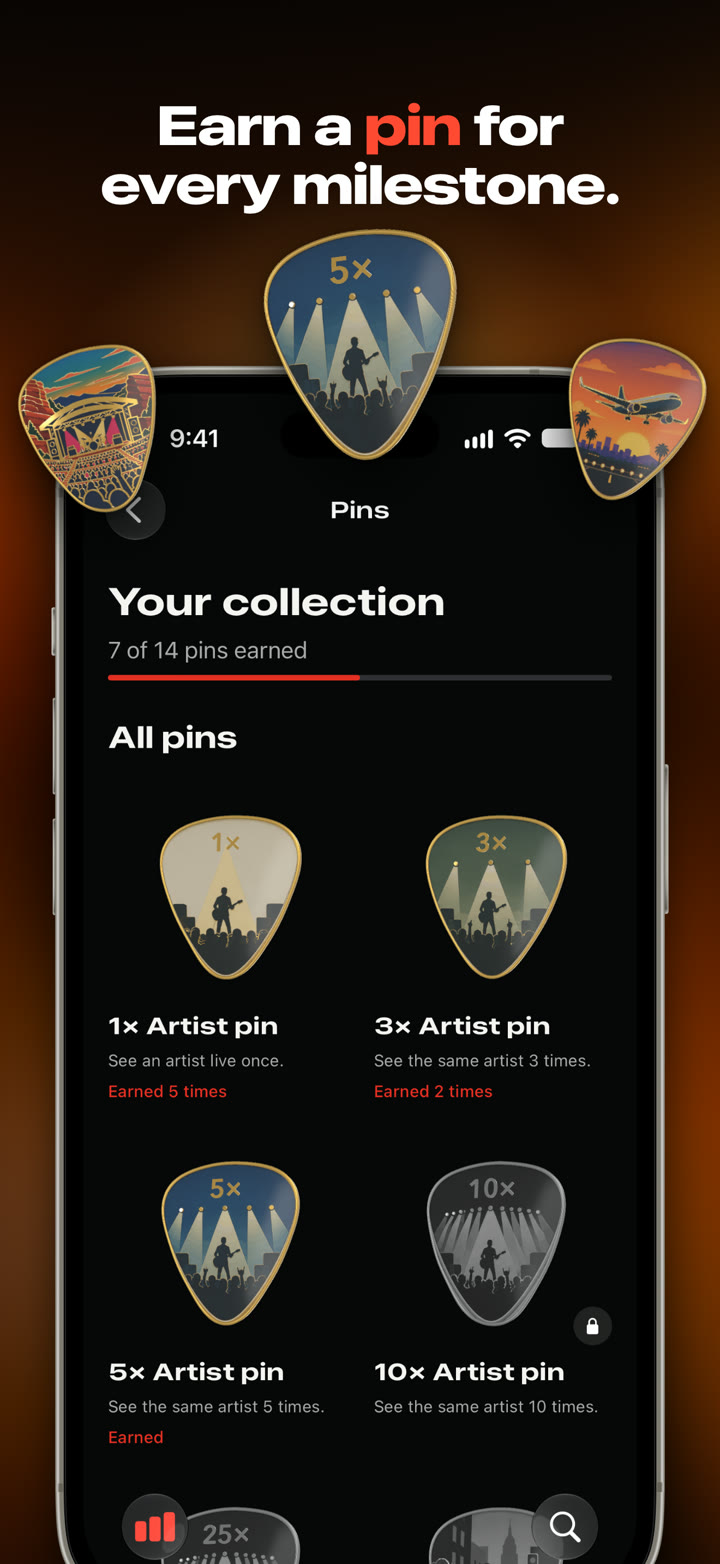 Earn a pin for
every milestone.
5×
9:41
Pins
Your collection
7 of 14 pins earned
All pins
1×
3×
1× Artist pin
3× Artist pin
See an artist live once.
See the same artist 3 times.
Earned 5 times
Earned 2 times
5×
10×
5× Artist pin
10× Artist pin
See the same artist 5 times.
See the same artist 10 times.
Earned
25×